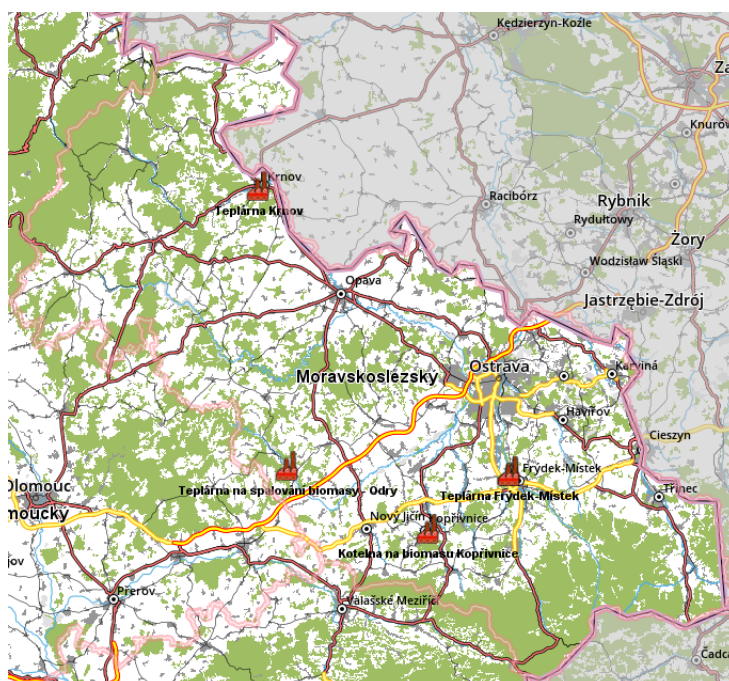 Kędzierzyn-Koźle
Knurów
Krnov
Teplárna Krnov
Racibórz
Rybnik
Rydułtowy
Żory
Wodzisław Śląski
Opava
Jastrzębie-Zdrój
Ostrava
Moravskoslezský
Karviná
Havířov
Cieszyn
Olomouc
Teplárna na spalování biomasy - Odry
Frýdek-Místek
Teplárna Frýdek-Místek
Třinec
moucký
Nový Jičín
Kopřivnice
Kotelna na biomasu Kopřivnice
Přerov
Valašské Meziříčí
Čadca